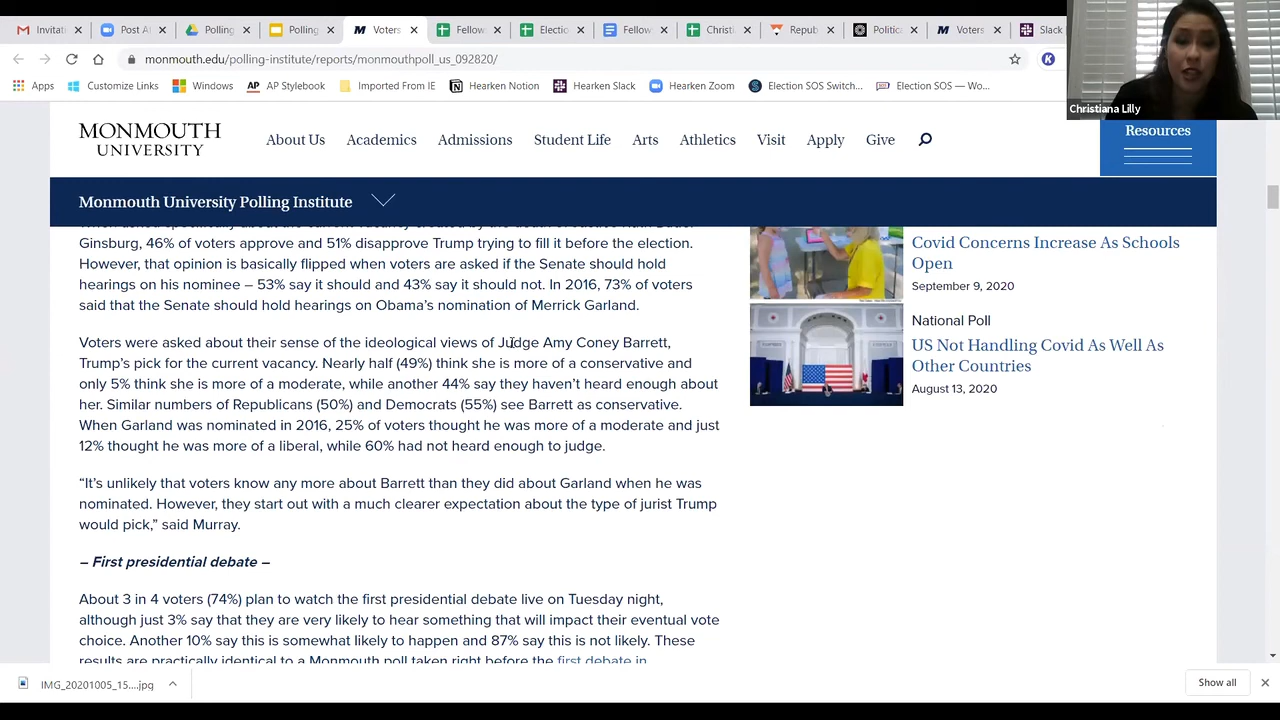 Invitati
Post A
Polling
Polling
Voters
Fellow
Electio
Fellow
Christi
Repub
Politic
Voters
Slack
monmouth.edu/polling-institute/reports/monmouthpoll_us_092820/
Apps
Customize Links
Windows
AP AP Stylebook
Imported From IE
Hearken Notion
Hearken Slack
Hearken Zoom
Election SOS Switch...
Election SOS — Wo...
Christiana Lilly
MONMOUTH
UNIVERSITY
About Us Academics Admissions Student Life Arts Athletics Visit Apply Give
Resources
Monmouth University Polling Institute
Ginsburg, 46% of voters approve and 51% disapprove Trump trying to fill it before the election.
However, that opinion is basically flipped when voters are asked if the Senate should hold
hearings on his nominee – 53% say it should and 43% say it should not. In 2016, 73% of voters
said that the Senate should hold hearings on Obama's nomination of Merrick Garland.
Voters were asked about their sense of the ideological views of Judge Amy Coney Barrett,
Trump's pick for the current vacancy. Nearly half (49%) think she is more of a conservative and
only 5% think she is more of a moderate, while another 44% say they haven't heard enough about
her. Similar numbers of Republicans (50%) and Democrats (55%) see Barrett as conservative.
When Garland was nominated in 2016, 25% of voters thought he was more of a moderate and just
12% thought he was more of a liberal, while 60% had not heard enough to judge.
“It's unlikely that voters know any more about Barrett than they did about Garland when he was
nominated. However, they start out with a much clearer expectation about the type of jurist Trump
would pick,” said Murray.
– First presidential debate –
About 3 in 4 voters (74%) plan to watch the first presidential debate live on Tuesday night,
although just 3% say that they are very likely to hear something that will impact their eventual vote
choice. Another 10% say this is somewhat likely to happen and 87% say this is not likely. These
results are practically identical to a Monmouth poll taken right before the first debate in
Covid Concerns Increase As Schools
Open
September 9, 2020
National Poll
US Not Handling Covid As Well As
Other Countries
August 13, 2020
IMG_20201005_15....jpg
Show all